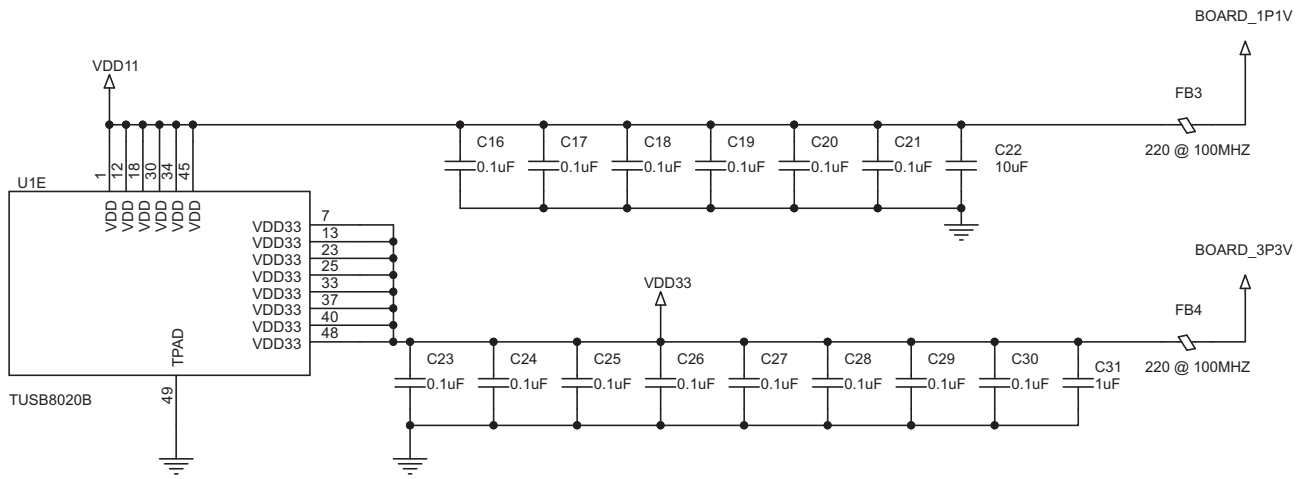 BOARD_1P1V
VDD11
FB3
220 @ 100MHZ
C16
0.1uF
C17
0.1uF
C18
0.1uF
C19
0.1uF
C20
0.1uF
C21
0.1uF
C22
10uF
U1E
1
12
18
30
34
45
VDD
VDD
VDD
VDD
VDD
VDD
VDD33 7
VDD33 13
VDD33 23
VDD33 25
VDD33 33
VDD33 37
VDD33 40
VDD33 48
TPAD
49
TUSB8020B
BOARD_3P3V
VDD33
FB4
220 @ 100MHZ
C23
0.1uF
C24
0.1uF
C25
0.1uF
C26
0.1uF
C27
0.1uF
C28
0.1uF
C29
0.1uF
C30
0.1uF
C31
1uF